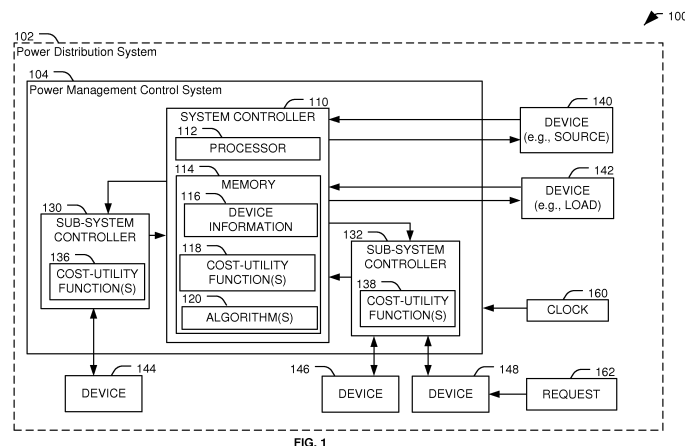 100
102
Power Distribution System
104
Power Management Control System
110
SYSTEM CONTROLLER
112
PROCESSOR
114
MEMORY
116
DEVICE
INFORMATION
118
COST-UTILITY
FUNCTION(S)
120
ALGORITHM(S)
130
SUB-SYSTEM
CONTROLLER
136
COST-UTILITY
FUNCTION(S)
132
SUB-SYSTEM
CONTROLLER
138
COST-UTILITY
FUNCTION(S)
140
DEVICE
(e.g., SOURCE)
142
DEVICE
(e.g., LOAD)
160
CLOCK
144
DEVICE
146
DEVICE
148
DEVICE
162
REQUEST
FIG. 1